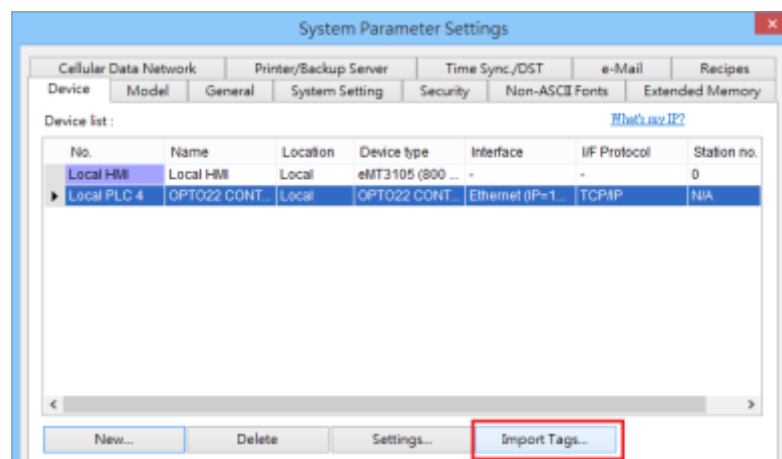 System Parameter Settings
Cellular Data Network Printer/Backup Server Time Sync./DST e-Mail Recipes
Device Model General System Setting Security Non-ASCII Fonts Extended Memory
Device list : What's my IP?
No. Name Location Device type Interface I/F Protocol Station no.
Local HMI Local HMI Local eMT3105 (800 ... - - 0
Local PLC 4 OPTO22 CONT... Local OPTO22 CONT... Ethernet (IP=1... TCP/IP N/A
New... Delete Settings... Import Tags...